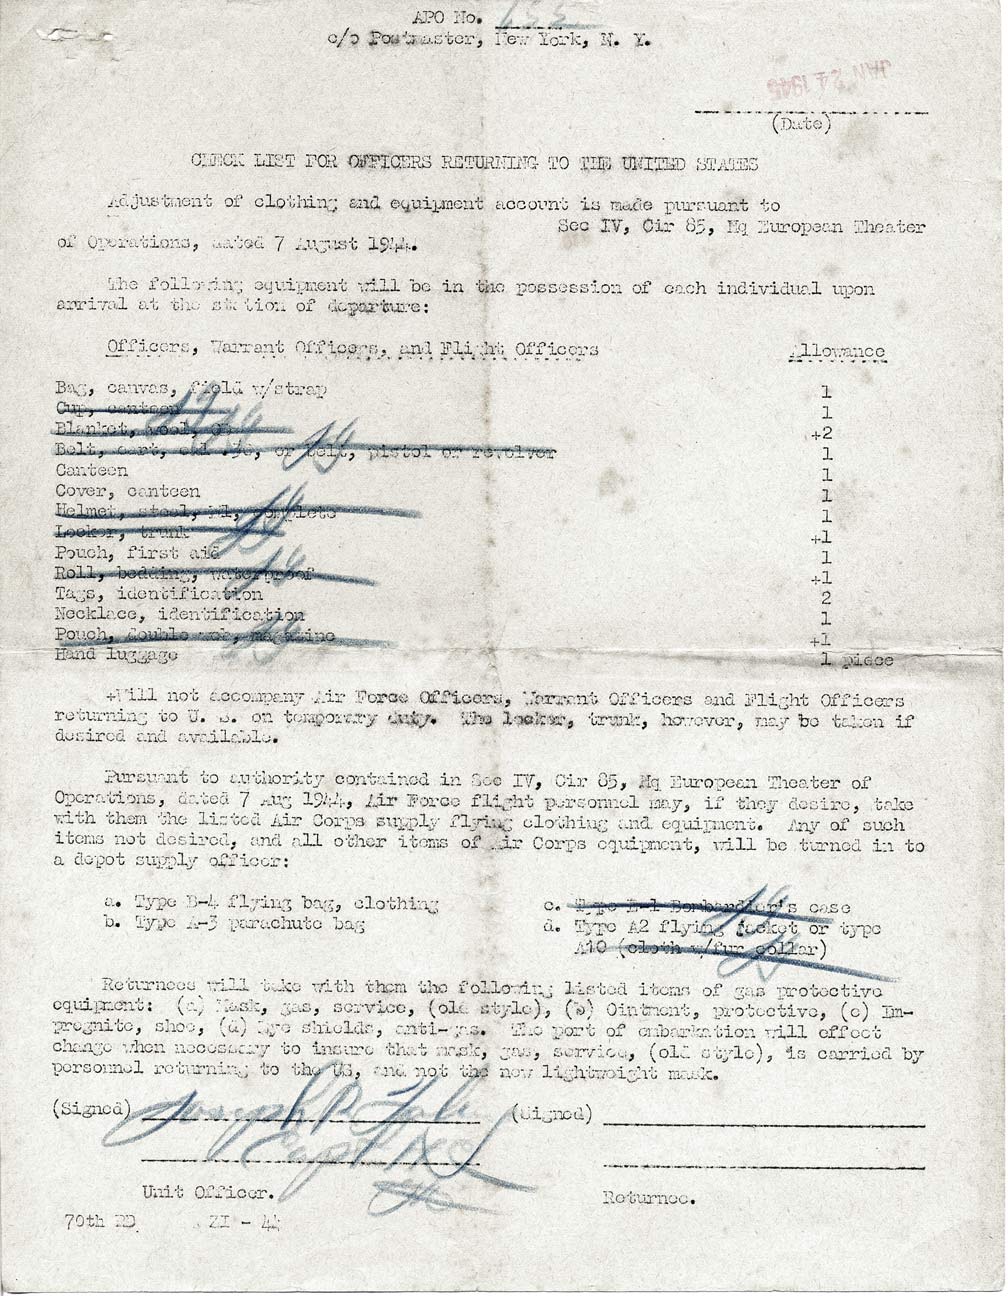 APO No. 
c/o Postmaster, New York, N. Y.
JAN 24 1945
(Date)
CHECK LIST FOR OFFICERS RETURNING TO THE UNITED STATES
Adjustment of clothing and equipment account is made pursuant to
Sec IV, Cir 85, Hq European Theater
of Operations, dated 7 August 1944.
The following equipment will be in the possession of each individual upon
arrival at the station of departure:
Officers, Warrant Officers, and Flight Officers Allowance
Bag, canvas, field w/strap 1
Cup, canteen 1
Blanket, wool, OD +2
Belt, cart, cal .30, or belt, pistol or revolver 1
Canteen 1
Cover, canteen 1
Helmet, steel, M1, complete 1
Locker, trunk +1
Pouch, first aid 1
Roll, bedding, waterproof +1
Tags, identification 2
Necklace, identification 1
Pouch, double web, magazine +1
Hand luggage 1 piece
+Will not accompany Air Force Officers, Warrant Officers and Flight Officers
returning to U. S. on temporary duty. The locker, trunk, however, may be taken if
desired and available.
Pursuant to authority contained in Sec IV, Cir 85, Hq European Theater of
Operations, dated 7 Aug 1944, Air Force flight personnel may, if they desire, take
with them the listed Air Corps supply flying clothing and equipment. Any of such
items not desired, and all other items of Air Corps equipment, will be turned in to
a depot supply officer:
a. Type B-4 flying bag, clothing
b. Type A-3 parachute bag
c. Type E-1 Bombardier's case
d. Type A2 flying jacket or type
A10 (cloth w/fur collar)
Returnees will take with them the following listed items of gas protective
equipment: (a) Mask, gas, service, (old style), (b) Ointment, protective, (c) Im-
pregnite, shoe, (d) Eye shields, anti-gas. The port of embarkation will effect
change when necessary to insure that mask, gas, service, (old style), is carried by
personnel returning to the US, and not the new lightweight mask.
(Signed) Joseph R (Signed)
Capt
Unit Officer. Returnee.
70th RD ZI - 44